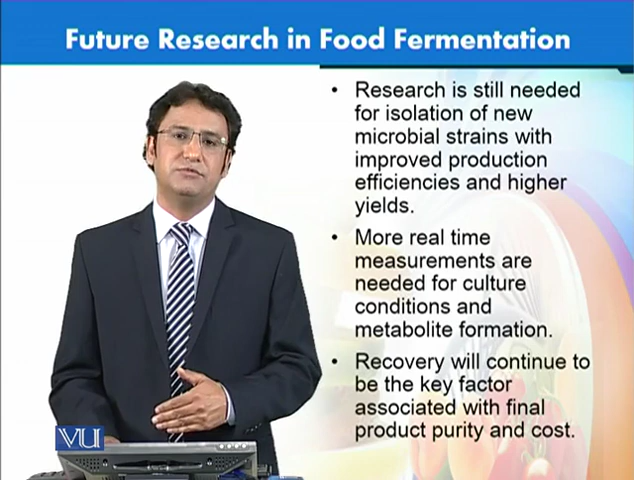 Future Research in Food Fermentation
• Research is still needed
for isolation of new
microbial strains with
improved production
efficiencies and higher
yields.
• More real time
measurements are
needed for culture
conditions and
metabolite formation.
• Recovery will continue to
be the key factor
associated with final
product purity and cost.
VU